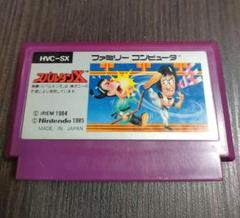 HVC-SX
ファミリー コンピュータ
スパルタンX
© IREM 1984
© Nintendo 1985
MADE IN JAPAN